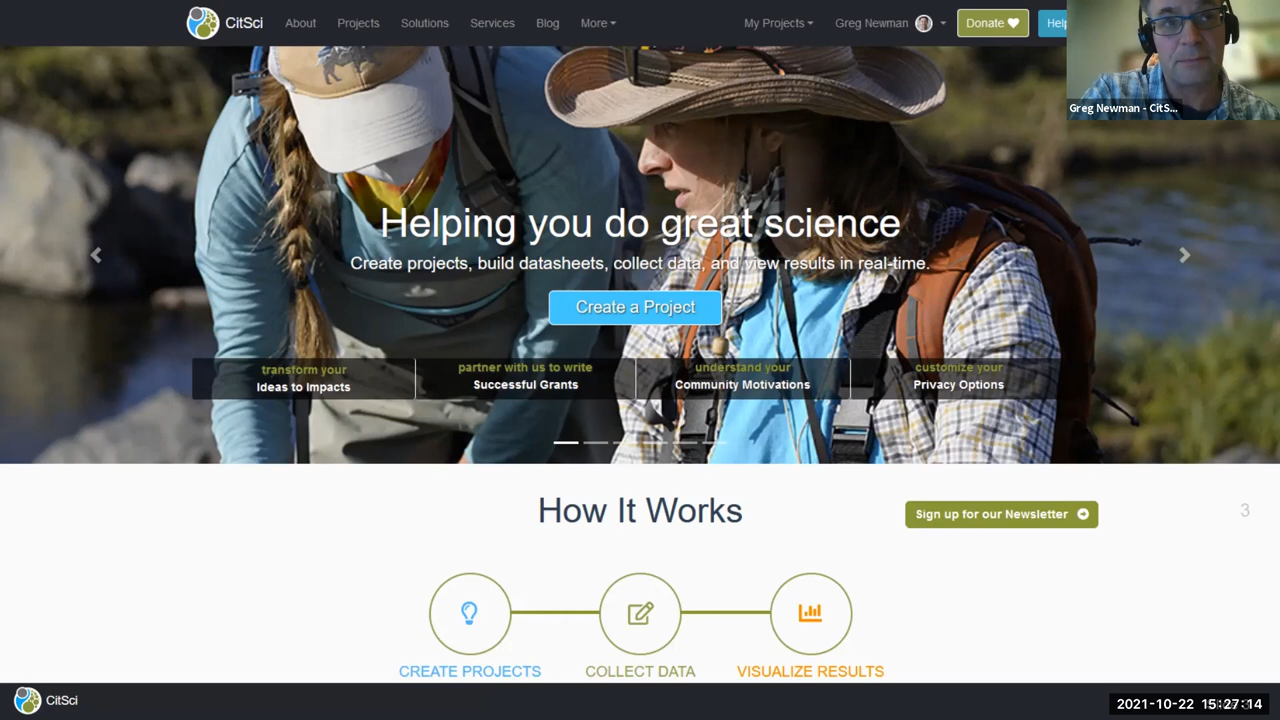 CitSci About Projects Solutions Services Blog More My Projects Greg Newman Donate Help
Greg Newman - CitS...
Helping you do great science
Create projects, build datasheets, collect data, and view results in real-time.
Create a Project
transform your
Ideas to Impacts
partner with us to write
Successful Grants
understand your
Community Motivations
customize your
Privacy Options
How It Works
Sign up for our Newsletter
3
CREATE PROJECTS
COLLECT DATA
VISUALIZE RESULTS
CitSci
2021-10-22 15:27:14